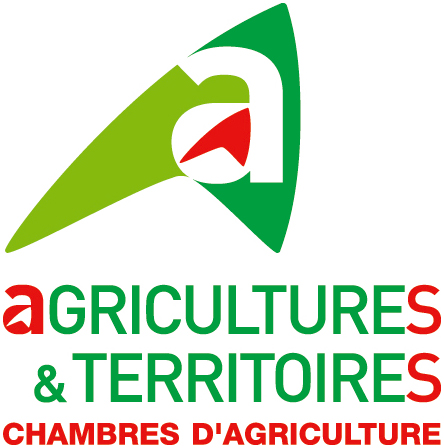 a
aGRICULTURES
& TERRITOIRES
CHAMBRES D'AGRICULTURE